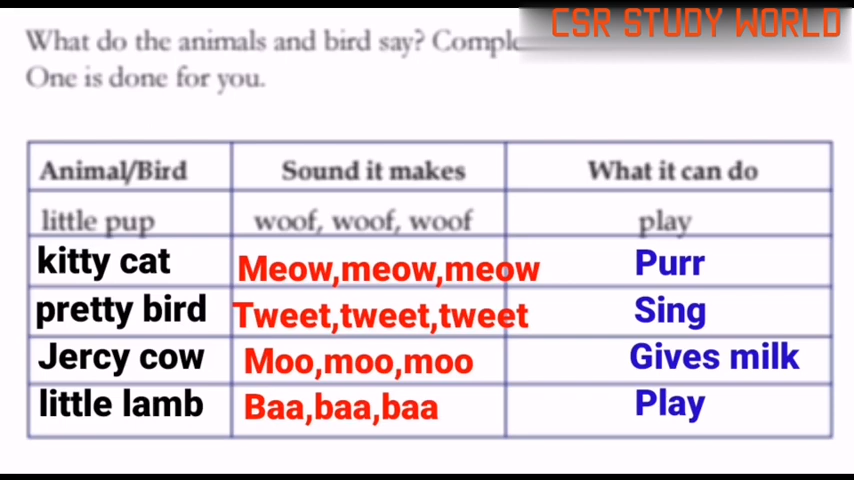 CSR STUDY WORLD
What do the animals and bird say? Comple
One is done for you.
Animal/Bird Sound it makes What it can do
little pup woof, woof, woof play
kitty cat Meow,meow,meow Purr
pretty bird Tweet,tweet,tweet Sing
Jercy cow Moo,moo,moo Gives milk
little lamb Baa,baa,baa Play